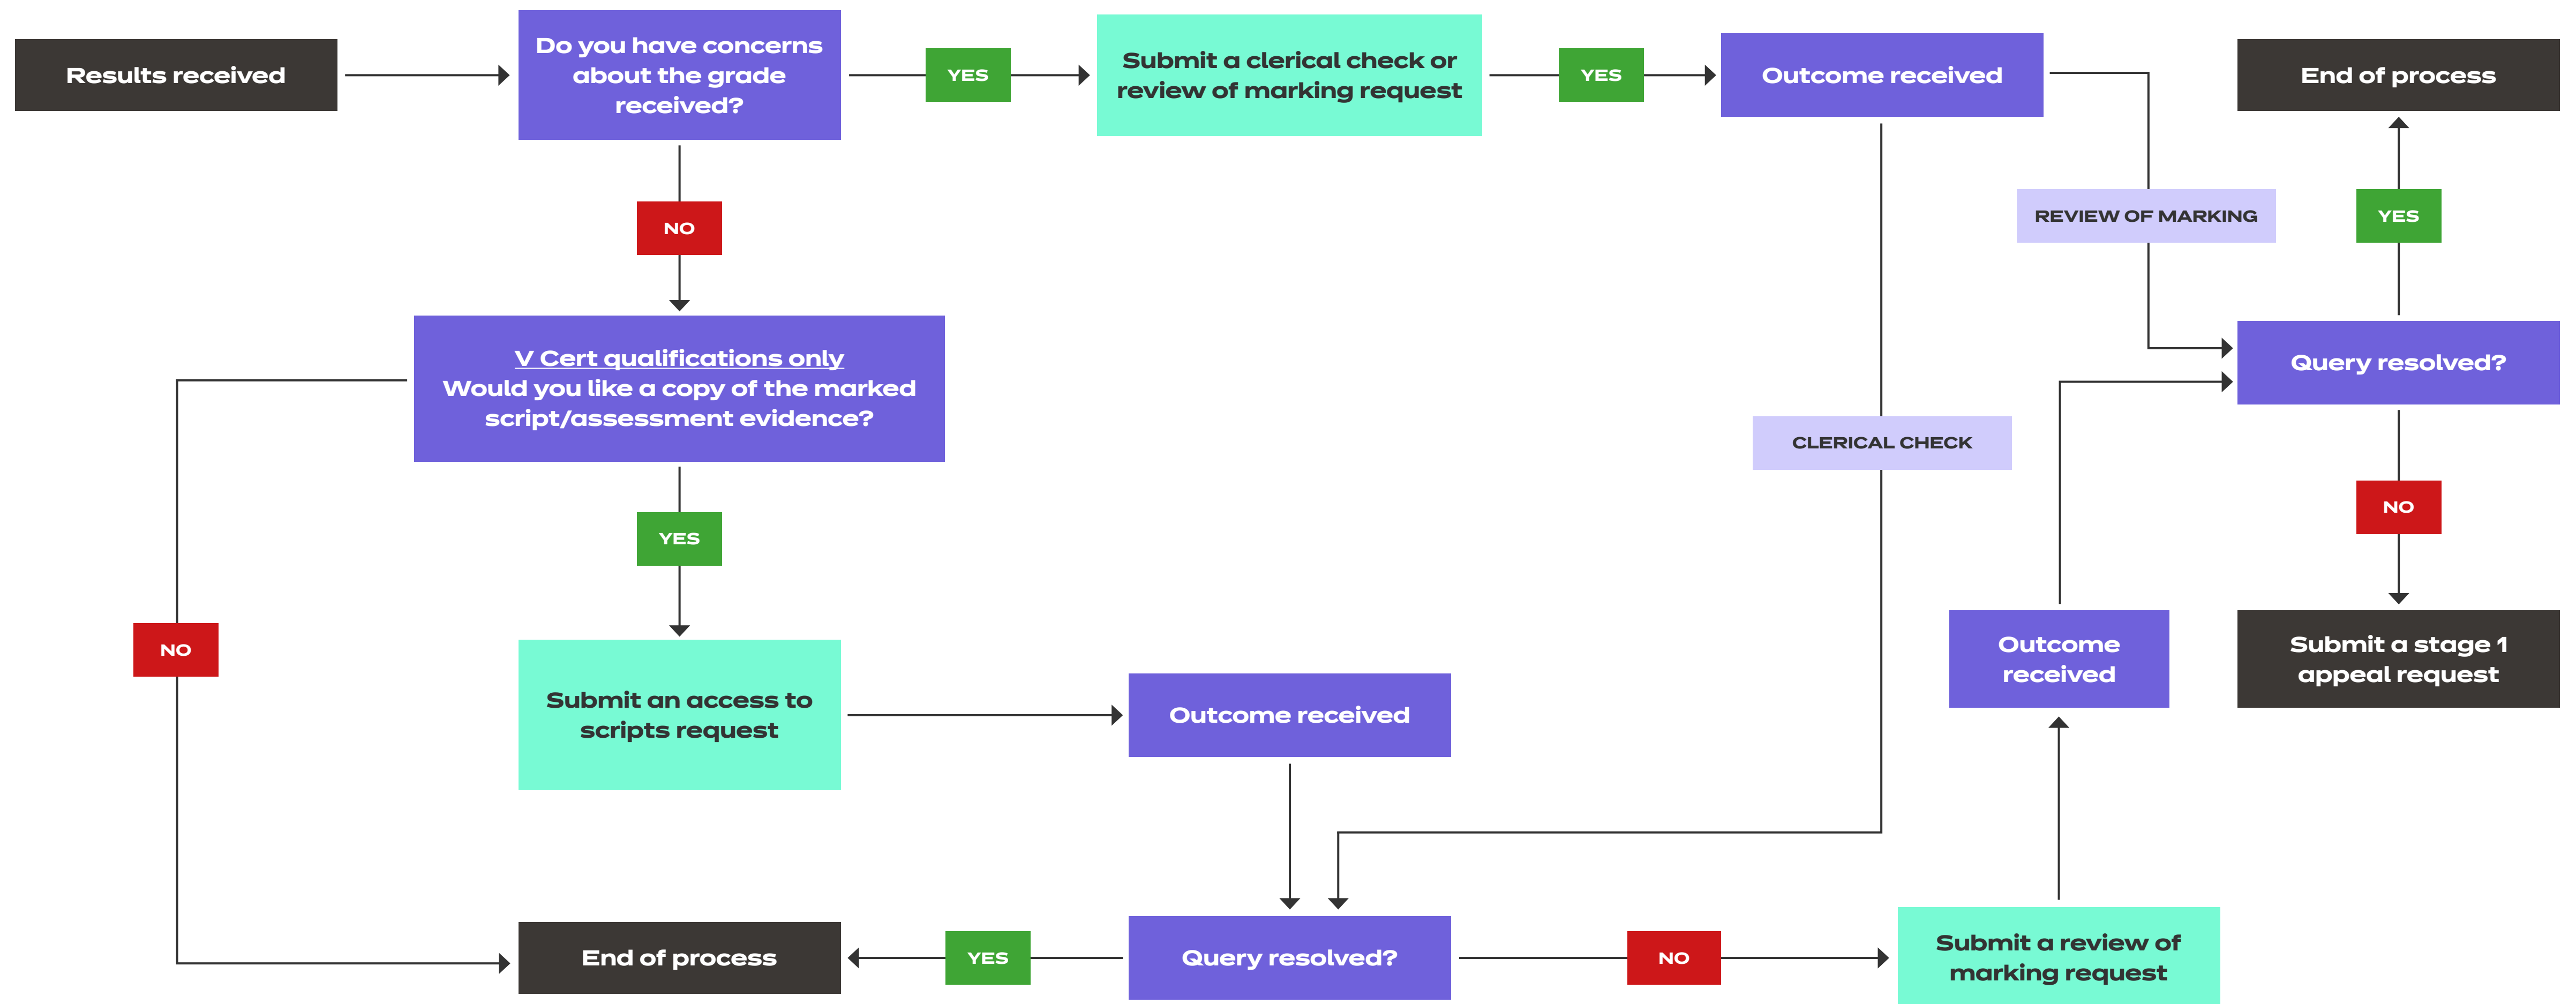 Results received
Do you have concerns
about the grade
received?
YES
Submit a clerical check or
review of marking request
YES
Outcome received
End of process
NO
REVIEW OF MARKING
YES
V Cert qualifications only
Would you like a copy of the marked
script/assessment evidence?
Query resolved?
CLERICAL CHECK
YES
NO
NO
Submit an access to
scripts request
Outcome received
Outcome
received
Submit a stage 1
appeal request
End of process
YES
Query resolved?
NO
Submit a review of
marking request